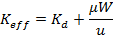 K_eff = K_d + μW/u